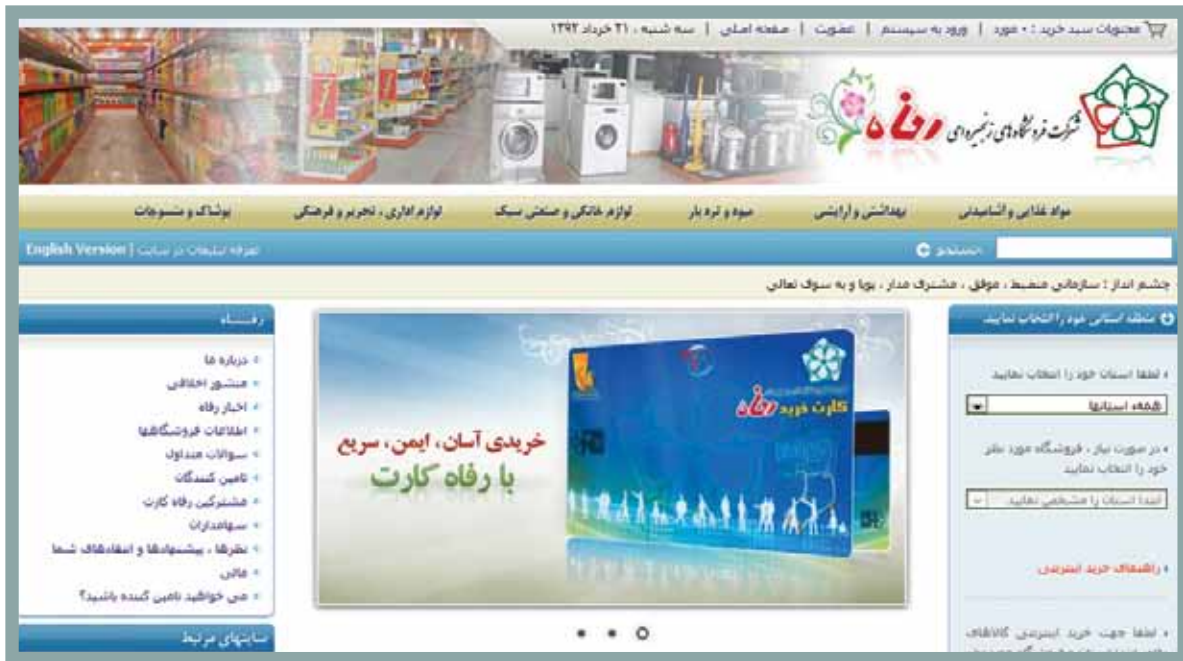 محتویات سبد خرید : ۰ مورد | ورود به سیستم | عضویت | صفحه اصلی | سه شنبه ، ۲۱ خرداد ۱۳۹۲
شرکت فروشگاه‌های زنجیره‌ای رفاه
مواد غذایی و آشامیدنی
بهداشتی و آرایشی
میوه و تره بار
لوازم خانگی و صنعتی سبک
لوازم اداری ، تحریر و فرهنگی
پوشاک و منسوجات
جستجو
تعرفه تبلیغات در سایت | English Version
چشم انداز : سازمانی منضبط ، موفق ، مشتری مدار ، پویا و به سوی تعالی
منطقه استانی خود را انتخاب نمایید
لطفا استان خود را انتخاب نمایید
همه استانها
در صورت نیاز ، فروشگاه مورد نظر
خود را انتخاب نمایید
ابتدا استان را مشخص نمایید
راهنمای خرید اینترنتی
لطفا جهت خرید اینترنتی کالاهای
کارت خرید رفاه
خریدی آسان، ایمن، سریع
با رفاه کارت
رفاه
درباره ما
منشور اخلاقی
اخبار رفاه
اطلاعات فروشگاهها
سوالات متداول
تامین کنندگان
مشترکین رفاه کارت
سهامداران
نظرها ، پیشنهادها و انتقادهای شما
مالی
می خواهید تامین کننده باشید؟
سایتهای مرتبط